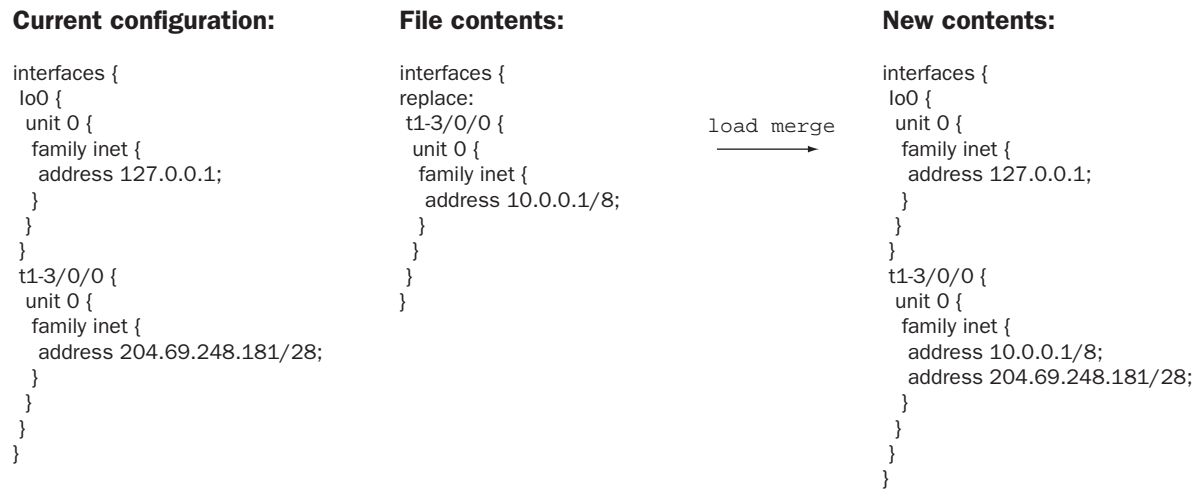 Current configuration:
interfaces {
lo0 {
unit 0 {
family inet {
address 127.0.0.1;
}
}
}
t1-3/0/0 {
unit 0 {
family inet {
address 204.69.248.181/28;
}
}
}
}
File contents:
interfaces {
replace:
t1-3/0/0 {
unit 0 {
family inet {
address 10.0.0.1/8;
}
}
}
}
load merge
New contents:
interfaces {
lo0 {
unit 0 {
family inet {
address 127.0.0.1;
}
}
}
t1-3/0/0 {
unit 0 {
family inet {
address 10.0.0.1/8;
address 204.69.248.181/28;
}
}
}
}